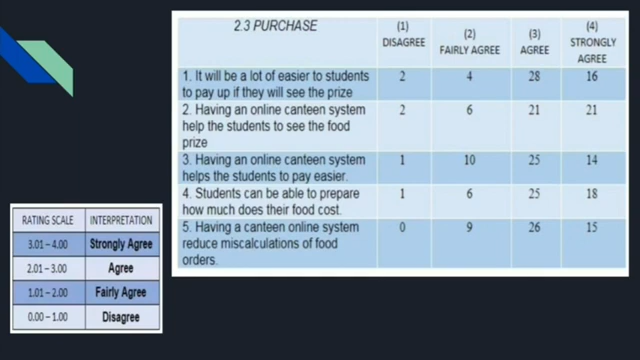 2.3 PURCHASE (1) DISAGREE (2) FAIRLY AGREE (3) AGREE (4) STRONGLY AGREE
1. It will be a lot of easier to students
to pay up if they will see the prize 2 4 28 16
2. Having an online canteen system
help the students to see the food
prize 2 6 21 21
3. Having an online canteen system
helps the students to pay easier. 1 10 25 14
4. Students can be able to prepare
how much does their food cost. 1 6 25 18
5. Having a canteen online system
reduce miscalculations of food
orders. 0 9 26 15
RATING SCALE INTERPRETATION
3.01 – 4.00 Strongly Agree
2.01 – 3.00 Agree
1.01 – 2.00 Fairly Agree
0.00 – 1.00 Disagree